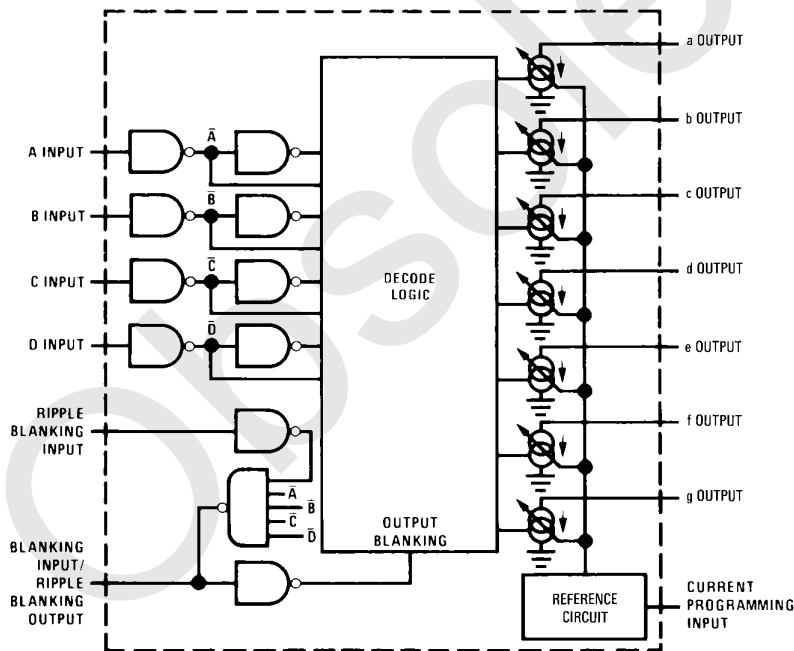 a OUTPUT
b OUTPUT
A INPUT
Ā
c OUTPUT
B INPUT
B̄
d OUTPUT
C INPUT
C̄
DECODE
LOGIC
D INPUT
D̄
e OUTPUT
RIPPLE
BLANKING
INPUT
f OUTPUT
Ā
B̄
C̄
D̄
g OUTPUT
OUTPUT
BLANKING
BLANKING
INPUT/
RIPPLE
BLANKING
OUTPUT
REFERENCE
CIRCUIT
CURRENT
PROGRAMMING
INPUT
Obsole